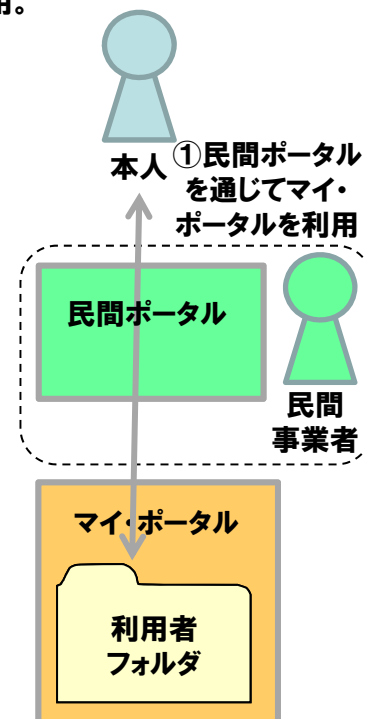 用。
本人
①民間ポータル
を通じてマイ・
ポータルを利用
民間ポータル
民間
事業者
マイ・ポータル
利用者
フォルダ